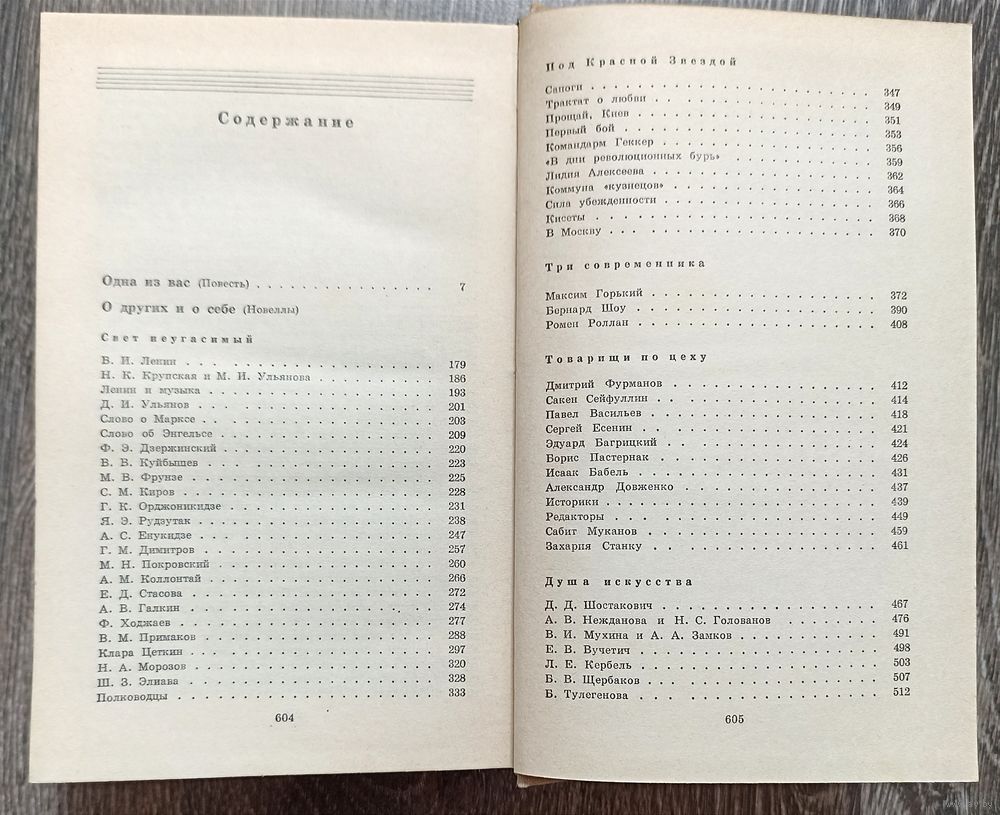 Содержание
Одна из вас (Повесть) . . . . . . . . . . . . 7
О других и о себе (Новеллы)
Свет неугасимый
В. И. Ленин . . . . . . . . . . . . 179
Н. К. Крупская и М. И. Ульянова . . . . . . . . 186
Ленин и музыка . . . . . . . . . . . . 193
Д. И. Ульянов . . . . . . . . . . . . 201
Слово о Марксе . . . . . . . . . . . . 203
Слово об Энгельсе . . . . . . . . . . . . 209
Ф. Э. Дзержинский . . . . . . . . . . . . 220
В. В. Куйбышев . . . . . . . . . . . . 223
М. В. Фрунзе . . . . . . . . . . . . 225
С. М. Киров . . . . . . . . . . . . 228
Г. К. Орджоникидзе . . . . . . . . . . . . 231
Я. Э. Рудзутак . . . . . . . . . . . . 238
А. С. Енукидзе . . . . . . . . . . . . 247
Г. М. Димитров . . . . . . . . . . . . 257
М. Н. Покровский . . . . . . . . . . . . 260
А. М. Коллонтай . . . . . . . . . . . . 266
Е. Д. Стасова . . . . . . . . . . . . 272
А. В. Галкин . . . . . . . . . . . . 274
Ф. Ходжаев . . . . . . . . . . . . 277
В. М. Примаков . . . . . . . . . . . . 288
Клара Цеткин . . . . . . . . . . . . 297
Н. А. Морозов . . . . . . . . . . . . 320
Ш. З. Элиава . . . . . . . . . . . . 328
Полководцы . . . . . . . . . . . . 333
604
Под Красной Звездой
Сапоги . . . . . . . . . . . . 347
Трактат о любви . . . . . . . . . . . . 349
Прощай, Киев . . . . . . . . . . . . 351
Первый бой . . . . . . . . . . . . 353
Командарм Геккер . . . . . . . . . . . . 356
«В дни революционных бурь» . . . . . . . . . . 359
Лидия Алексеева . . . . . . . . . . . . 362
Коммуна «кузнецов» . . . . . . . . . . . . 364
Сила убежденности . . . . . . . . . . . . 366
Кисеты . . . . . . . . . . . . 368
В Москву . . . . . . . . . . . . 370
Три современника
Максим Горький . . . . . . . . . . . . 372
Бернард Шоу . . . . . . . . . . . . 390
Ромен Роллан . . . . . . . . . . . . 408
Товарищи по цеху
Дмитрий Фурманов . . . . . . . . . . . . 412
Сакен Сейфуллин . . . . . . . . . . . . 414
Павел Васильев . . . . . . . . . . . . 418
Сергей Есенин . . . . . . . . . . . . 421
Эдуард Багрицкий . . . . . . . . . . . . 424
Борис Пастернак . . . . . . . . . . . . 426
Исаак Бабель . . . . . . . . . . . . 431
Александр Довженко . . . . . . . . . . . . 437
Историки . . . . . . . . . . . . 439
Редакторы . . . . . . . . . . . . 449
Сабит Муканов . . . . . . . . . . . . 459
Захария Станку . . . . . . . . . . . . 461
Душа искусства
Д. Д. Шостакович . . . . . . . . . . . . 467
А. В. Нежданова и Н. С. Голованов . . . . . . 476
В. И. Мухина и А. А. Замков . . . . . . . . 491
Е. В. Вучетич . . . . . . . . . . . . 498
Л. Е. Кербель . . . . . . . . . . . . 503
В. В. Щербаков . . . . . . . . . . . . 507
Б. Тулегенова . . . . . . . . . . . . 512
605